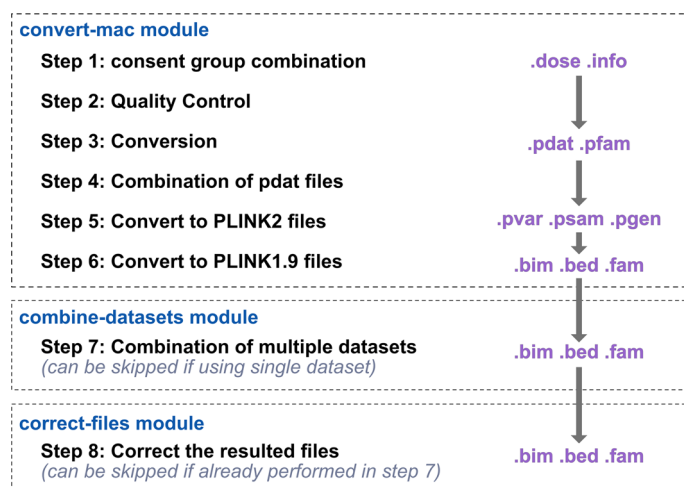 convert-mac module
Step 1: consent group combination .dose .info
Step 2: Quality Control
Step 3: Conversion .pdat .pfam
Step 4: Combination of pdat files
Step 5: Convert to PLINK2 files .pvar .psam .pgen
Step 6: Convert to PLINK1.9 files .bim .bed .fam
combine-datasets module
Step 7: Combination of multiple datasets .bim .bed .fam
(can be skipped if using single dataset)
correct-files module
Step 8: Correct the resulted files .bim .bed .fam
(can be skipped if already performed in step 7)